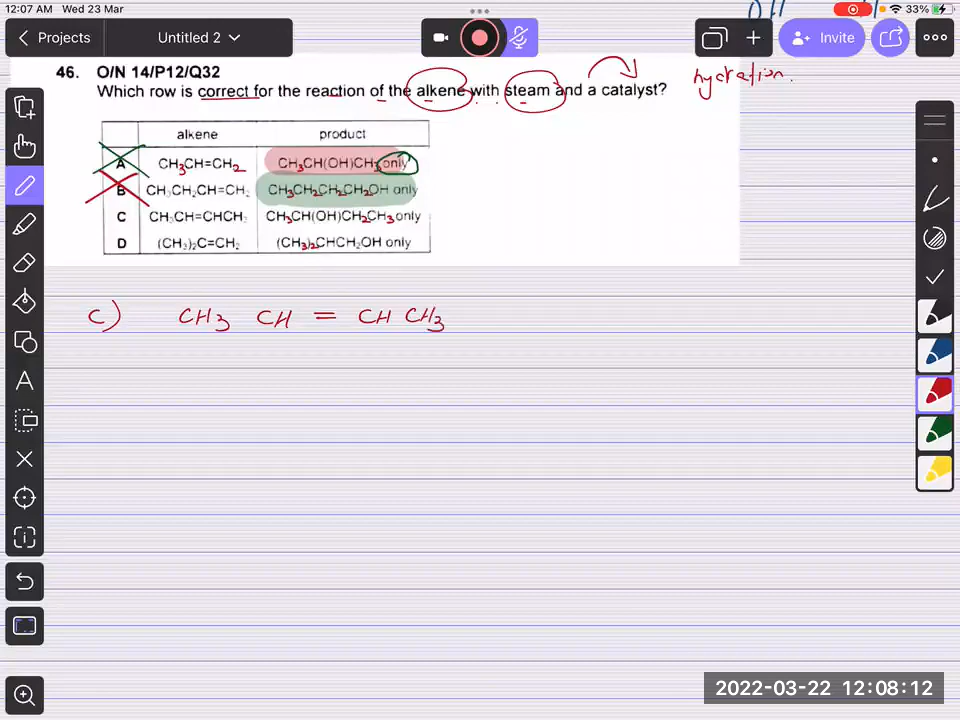 12:07 AM Wed 23 Mar
33%
Projects
Untitled 2
Invite
46. O/N 14/P12/Q32
hydration.
Which row is correct for the reaction of the alkene with steam and a catalyst?
alkene product
A CH3CH=CH2 CH3CH(OH)CH3 only
B CH3CH2CH=CH2 CH3CH2CH2CH2OH only
C CH3CH=CHCH3 CH3CH(OH)CH2CH3 only
D (CH3)2C=CH2 (CH3)2CHCH2OH only
C) CH3 CH = CH CH3
A
2022-03-22 12:08:12